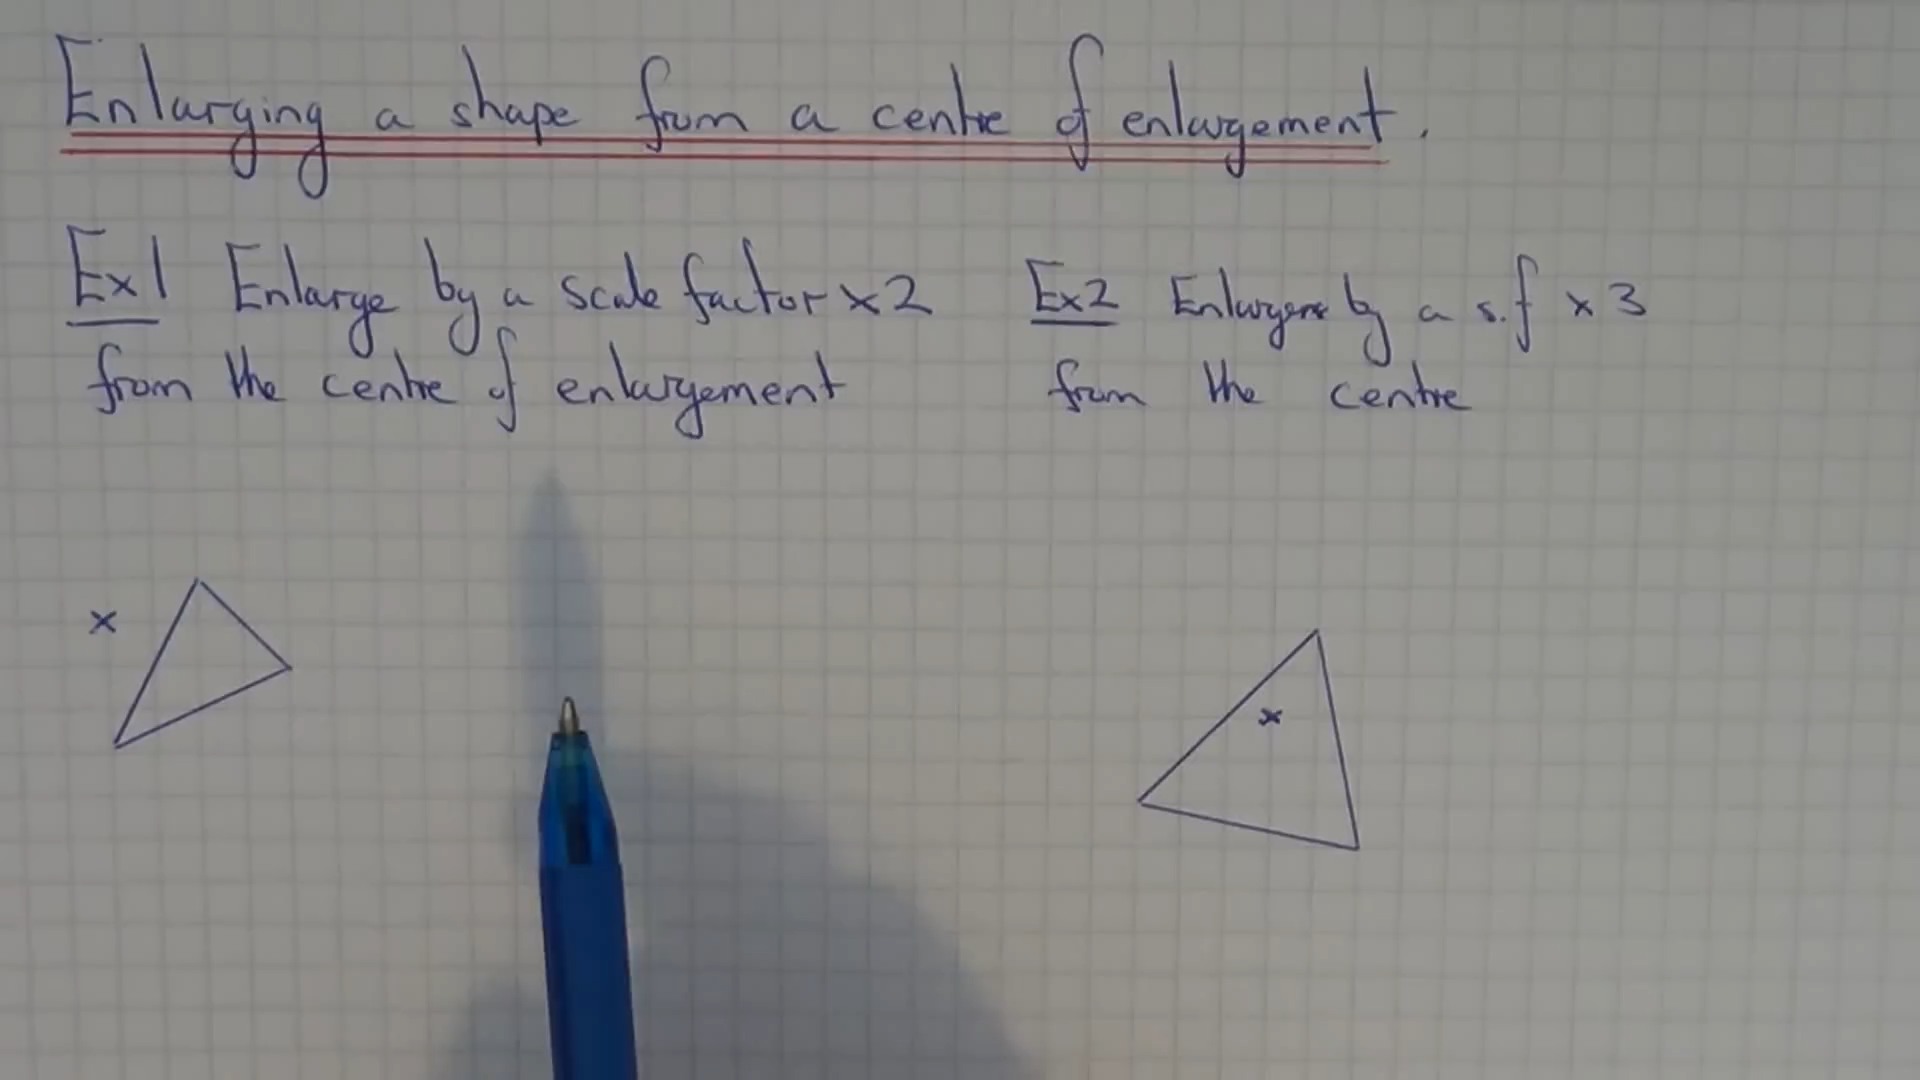 Enlarging a shape from a centre of enlargement.
Ex1 Enlarge by a scale factor x2
from the centre of enlargement
Ex2 Enlarge by a s.f x3
from the centre
x
x